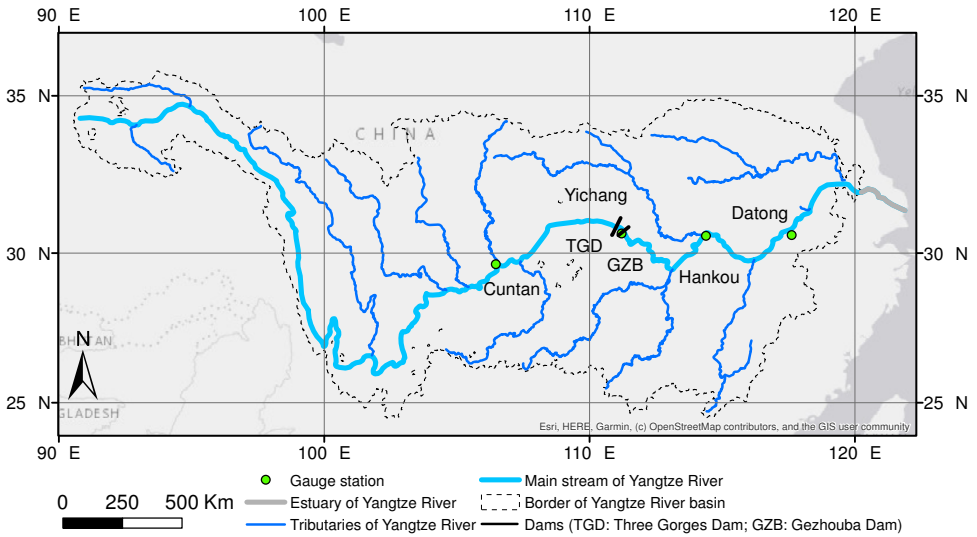 90 E 100 E 110 E 120 E
35 N 35 N
CHINA
Yichang
Datong
30 N 30 N
TGD
GZB
Hankou
Cuntan
N
25 N 25 N
GLADESH
Esri, HERE, Garmin, (c) OpenStreetMap contributors, and the GIS user community
90 E 100 E 110 E 120 E
Gauge station
Main stream of Yangtze River
0 250 500 Km
Estuary of Yangtze River
Border of Yangtze River basin
Tributaries of Yangtze River
Dams (TGD: Three Gorges Dam; GZB: Gezhouba Dam)